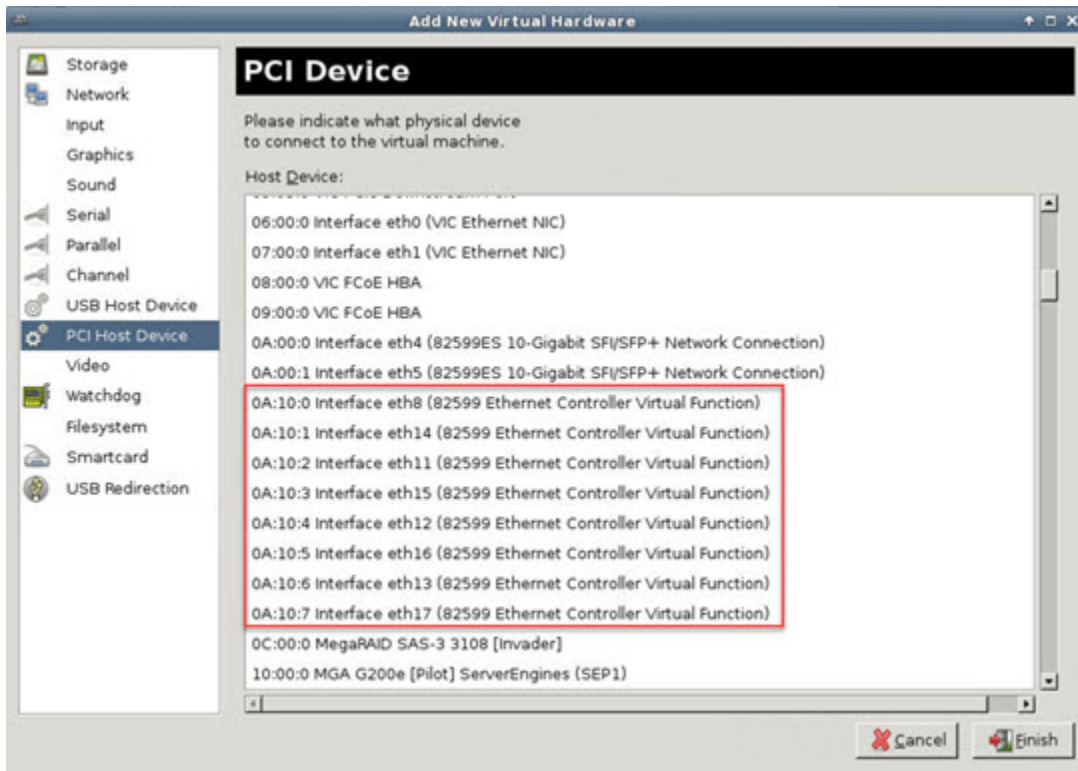 Add New Virtual Hardware
Storage
Network
Input
Graphics
Sound
Serial
Parallel
Channel
USB Host Device
PCI Host Device
Video
Watchdog
Filesystem
Smartcard
USB Redirection
PCI Device
Please indicate what physical device
to connect to the virtual machine.
Host Device:
06:00:0 Interface eth0 (VIC Ethernet NIC)
07:00:0 Interface eth1 (VIC Ethernet NIC)
08:00:0 VIC FCoE HBA
09:00:0 VIC FCoE HBA
0A:00:0 Interface eth4 (82599ES 10-Gigabit SFI/SFP+ Network Connection)
0A:00:1 Interface eth5 (82599ES 10-Gigabit SFI/SFP+ Network Connection)
0A:10:0 Interface eth8 (82599 Ethernet Controller Virtual Function)
0A:10:1 Interface eth14 (82599 Ethernet Controller Virtual Function)
0A:10:2 Interface eth11 (82599 Ethernet Controller Virtual Function)
0A:10:3 Interface eth15 (82599 Ethernet Controller Virtual Function)
0A:10:4 Interface eth12 (82599 Ethernet Controller Virtual Function)
0A:10:5 Interface eth16 (82599 Ethernet Controller Virtual Function)
0A:10:6 Interface eth13 (82599 Ethernet Controller Virtual Function)
0A:10:7 Interface eth17 (82599 Ethernet Controller Virtual Function)
0C:00:0 MegaRAID SAS-3 3108 [Invader]
10:00:0 MGA G200e [Pilot] ServerEngines (SEP1)
Cancel
Finish